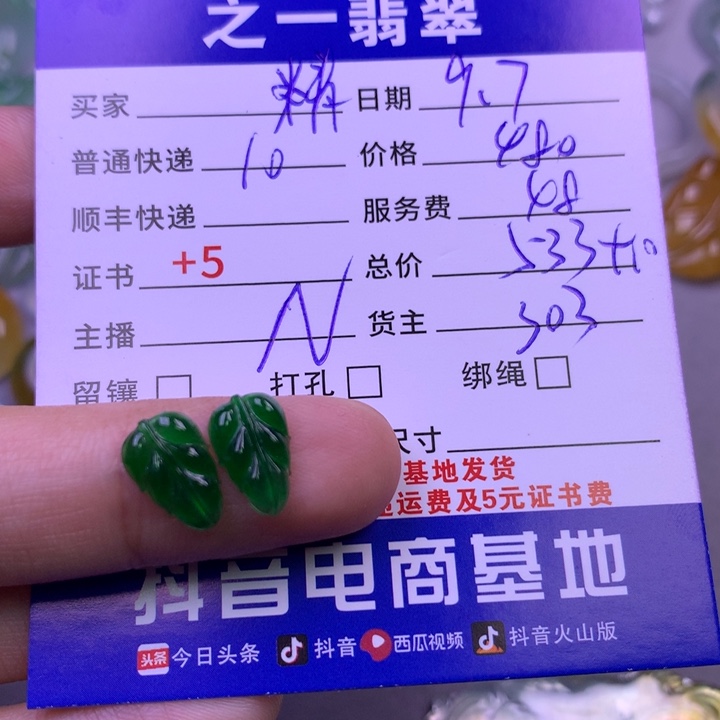 之一翡翠
买家 日期 9.7
普通快递 10 价格 480
顺丰快递 服务费 48
证书 +5 总价 533+10
主播 N 货主 303
留镶 打孔 绑绳
尺寸
基地发货
运费及5元证书费
抖音电商基地
头条 今日头条 抖音 西瓜视频 抖音火山版